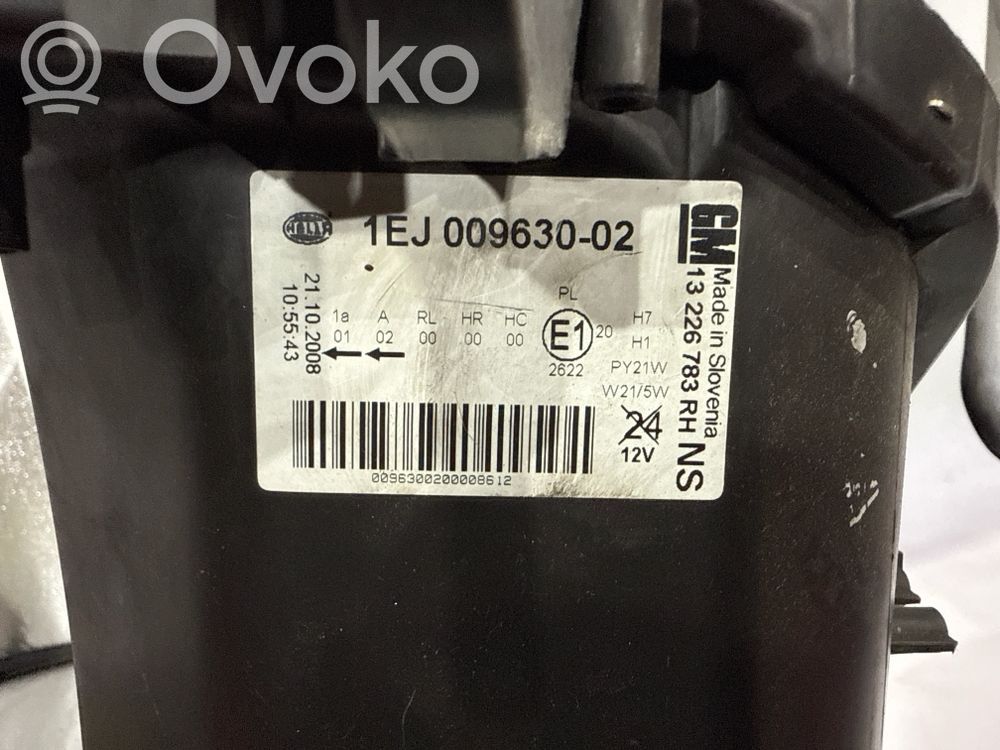 Ovoko
HELLA
1EJ 009630-02
GM
Made in Slovenia
13 226 783 RH NS
21.10.2008
10:55:43
1a A RL HR HC
01 02 00 00 00
PL
E1 20
2622
H7
H1
PY21W
W21/5W
24
12V
0096300200008612